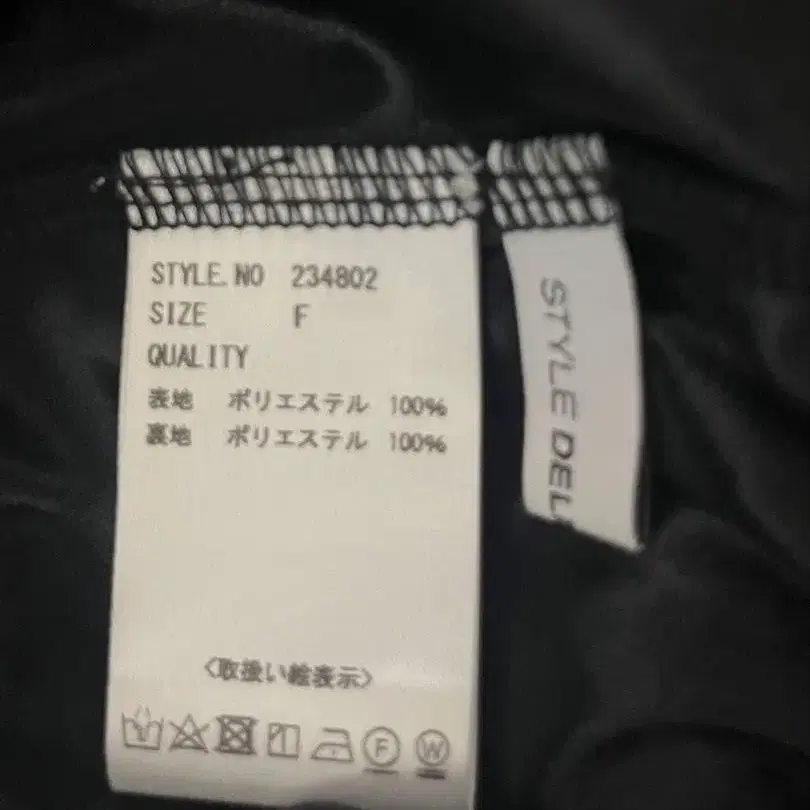 STYLE.NO 234802
SIZE F
QUALITY
表地 ポリエステル 100%
裏地 ポリエステル 100%
〈取扱い絵表示〉
F W
STYLE DEL